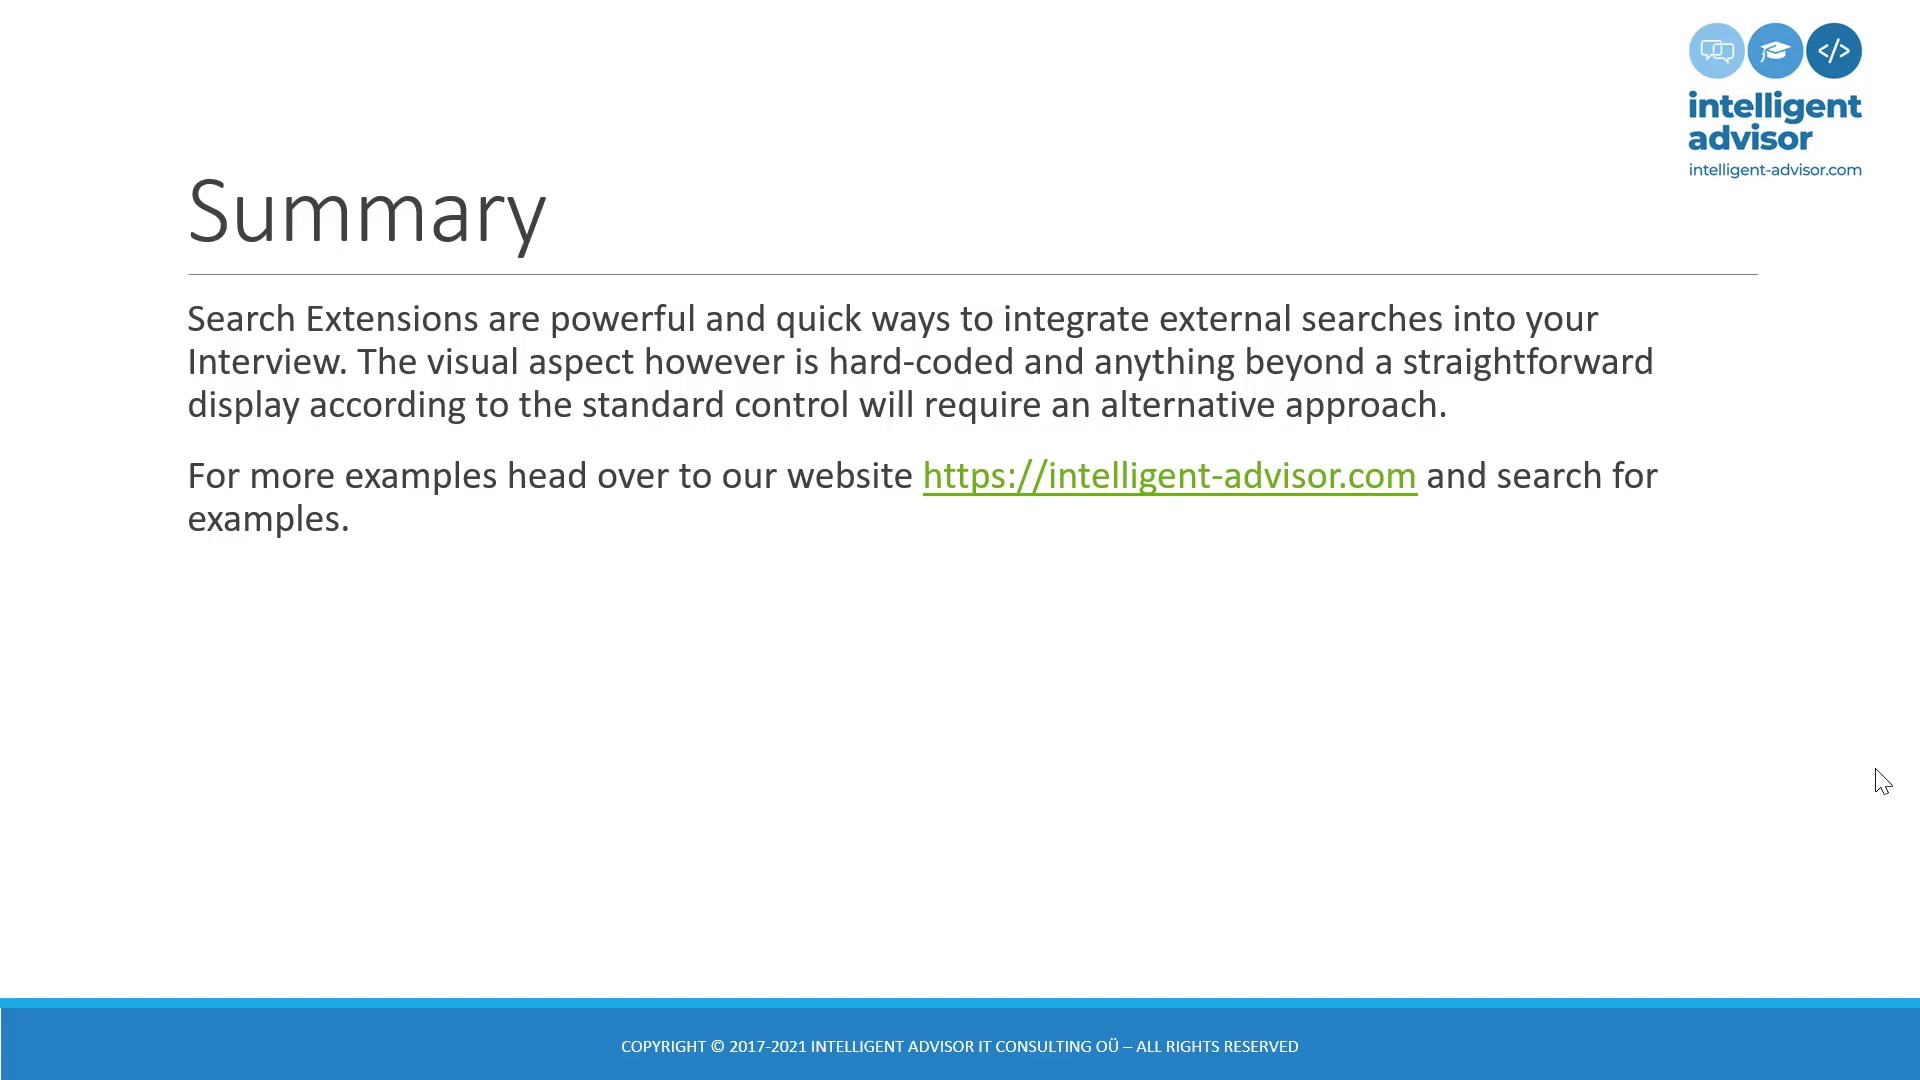 </>
intelligent
advisor
intelligent-advisor.com
Summary
Search Extensions are powerful and quick ways to integrate external searches into your
Interview. The visual aspect however is hard-coded and anything beyond a straightforward
display according to the standard control will require an alternative approach.
For more examples head over to our website https://intelligent-advisor.com and search for
examples.
COPYRIGHT © 2017-2021 INTELLIGENT ADVISOR IT CONSULTING OÜ – ALL RIGHTS RESERVED